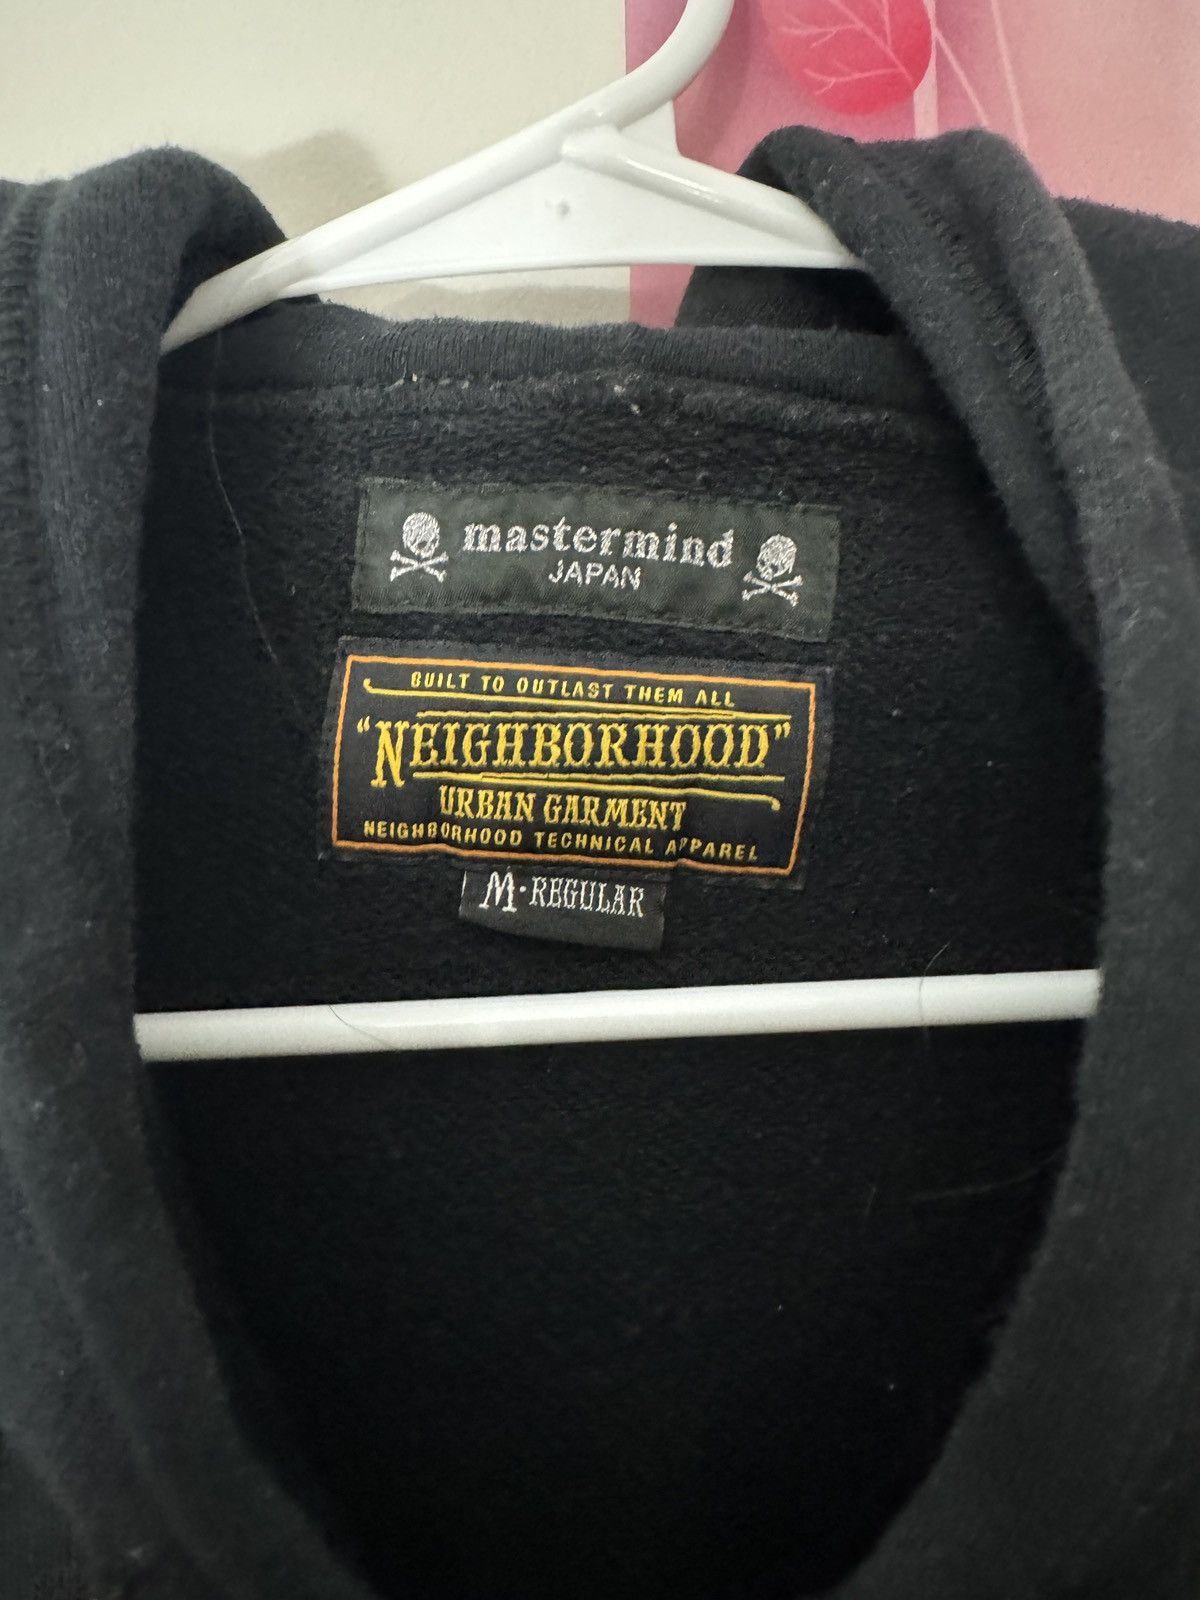 mastermind
JAPAN
BUILT TO OUTLAST THEM ALL
"NEIGHBORHOOD"
URBAN GARMENT
NEIGHBORHOOD TECHNICAL APPAREL
M·REGULAR